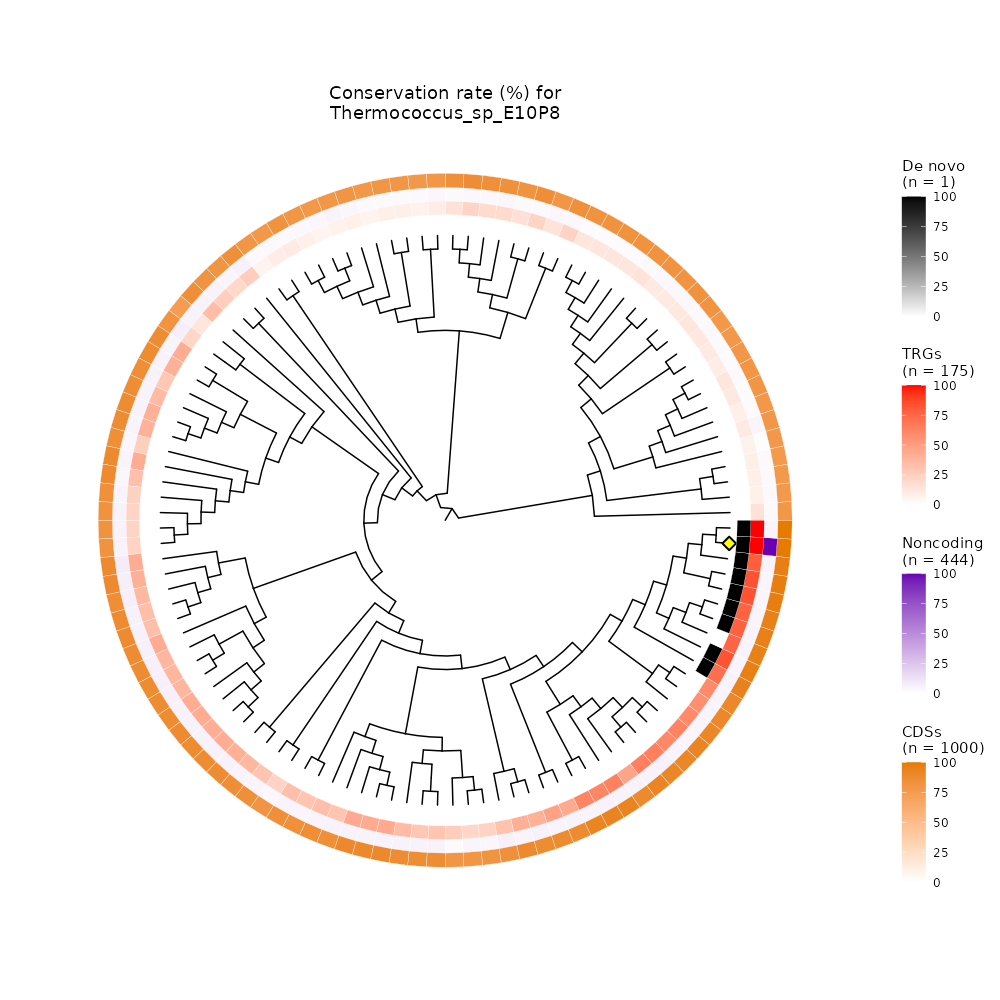 Conservation rate (%) for
Thermococcus_sp_E10P8
De novo
(n = 1)
100
75
50
25
0
TRGs
(n = 175)
100
75
50
25
0
Noncoding
(n = 444)
100
75
50
25
0
CDSs
(n = 1000)
100
75
50
25
0